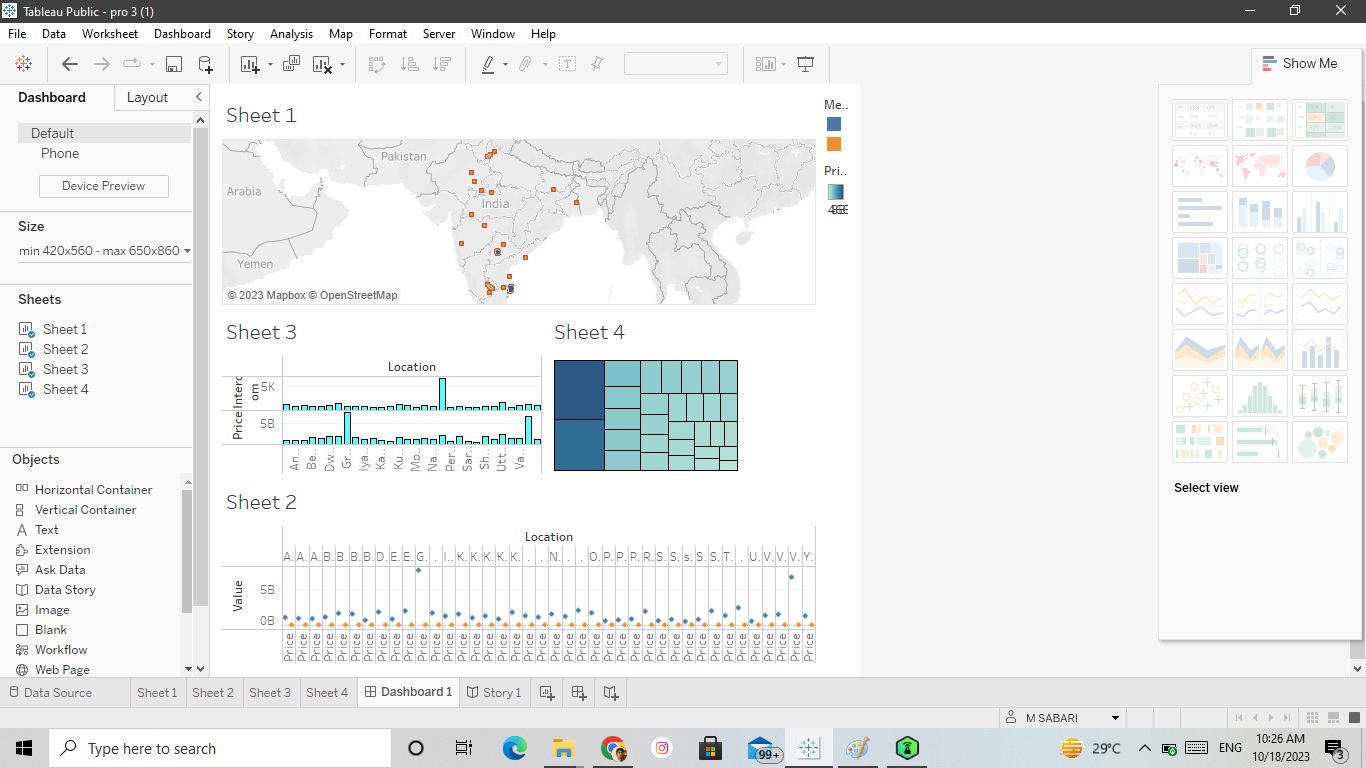 Tableau Public - pro 3 (1)
File Data Worksheet Dashboard Story Analysis Map Format Server Window Help
Show Me
Dashboard Layout
Default
Phone
Device Preview
Size
min 420x560 - max 650x860
Sheets
Sheet 1
Sheet 2
Sheet 3
Sheet 4
Objects
Horizontal Container
Vertical Container
Text
Extension
Ask Data
Data Story
Image
Blank
Workflow
Web Page
Sheet 1
Pakistan
Arabia
India
Yemen
© 2023 Mapbox © OpenStreetMap
Me..
Pri..
Sheet 3
Location
Price Interc
om
5K
5B
An.. Be.. Dw.. Gr.. Iya.. Ka.. Ku.. Mo.. Na.. Per.. Sar.. Sh.. Utt.. Va..
Sheet 4
Sheet 2
Location
A. A. A. B. B. B. B. D. E. E. G. . I.. K. K. K. K. K. . . N. . . O. P. P. P. R. S. S. s. S. S. T. . U. V. V. V. Y.
Value
5B
0B
Price Price Price Price Price Price Price Price Price Price Price Price Price Price Price Price Price Price Price Price Price Price Price Price Price Price Price Price Price Price Price Price Price Price Price Price Price Price Price Price
Select view
Data Source Sheet 1 Sheet 2 Sheet 3 Sheet 4 Dashboard 1 Story 1
M SABARI
Type here to search
99+
29°C
ENG
10:26 AM
10/18/2023
3